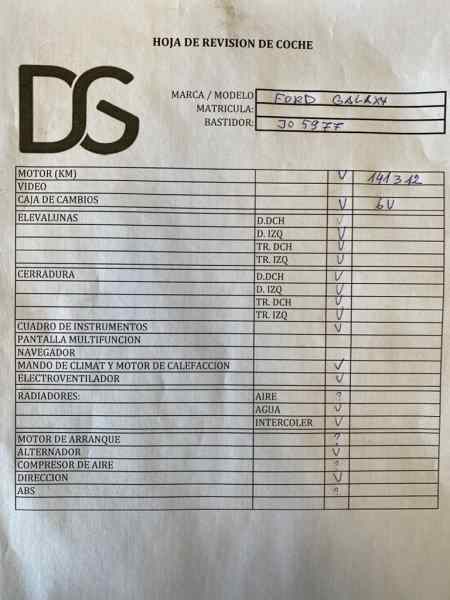 HOJA DE REVISION DE COCHE
DG
MARCA / MODELO FORD GALAXY
MATRICULA:
BASTIDOR: J05977
MOTOR (KM) V 141312
VIDEO
CAJA DE CAMBIOS V 6V
ELEVALUNAS D.DCH V
D. IZQ V
TR. DCH V
TR. IZQ V
CERRADURA D.DCH V
D. IZQ V
TR. DCH V
TR. IZQ V
CUADRO DE INSTRUMENTOS V
PANTALLA MULTIFUNCION
NAVEGADOR
MANDO DE CLIMAT Y MOTOR DE CALEFACCION V
ELECTROVENTILADOR V
RADIADORES: AIRE ?
AGUA V
INTERCOLER V
MOTOR DE ARRANQUE ?
ALTERNADOR V
COMPRESOR DE AIRE ?
DIRECCION V
ABS ?